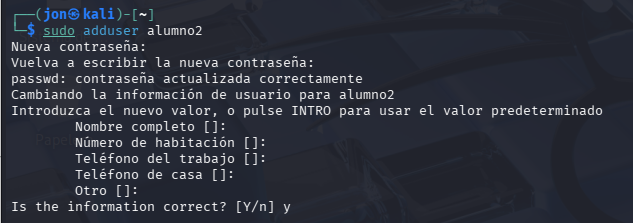 ┌──(jon㉿kali)-[~]
└─$ sudo adduser alumno2
Nueva contraseña:
Vuelva a escribir la nueva contraseña:
passwd: contraseña actualizada correctamente
Cambiando la información de usuario para alumno2
Introduzca el nuevo valor, o pulse INTRO para usar el valor predeterminado
Nombre completo []:
Número de habitación []:
Teléfono del trabajo []:
Teléfono de casa []:
Otro []:
Is the information correct? [Y/n] y